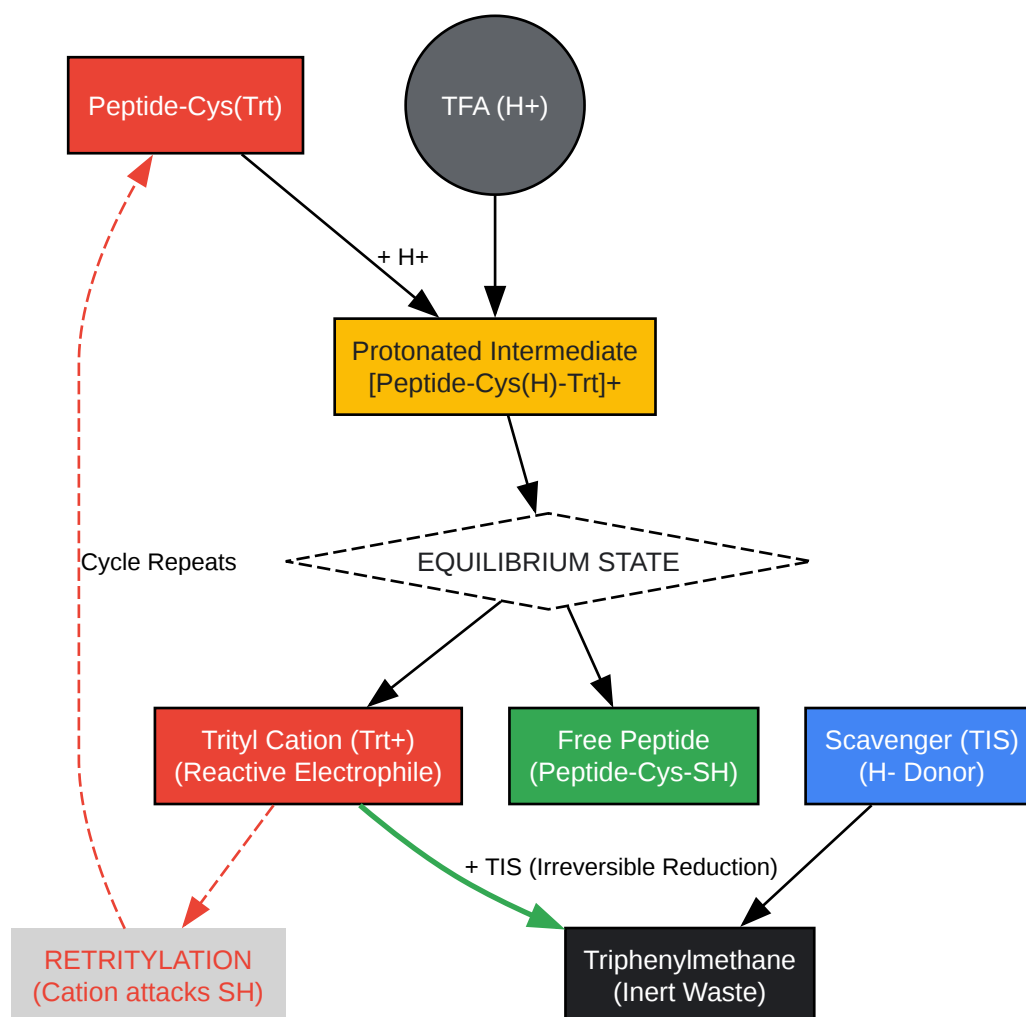 Peptide-Cys(Trt)
TFA (H+)
+ H+
Protonated Intermediate
[Peptide-Cys(H)-Trt]+
EQUILIBRIUM STATE
Cycle Repeats
Trityl Cation (Trt+)
(Reactive Electrophile)
Free Peptide
(Peptide-Cys-SH)
Scavenger (TIS)
(H- Donor)
+ TIS (Irreversible Reduction)
RETRITYLATION
(Cation attacks SH)
Triphenylmethane
(Inert Waste)